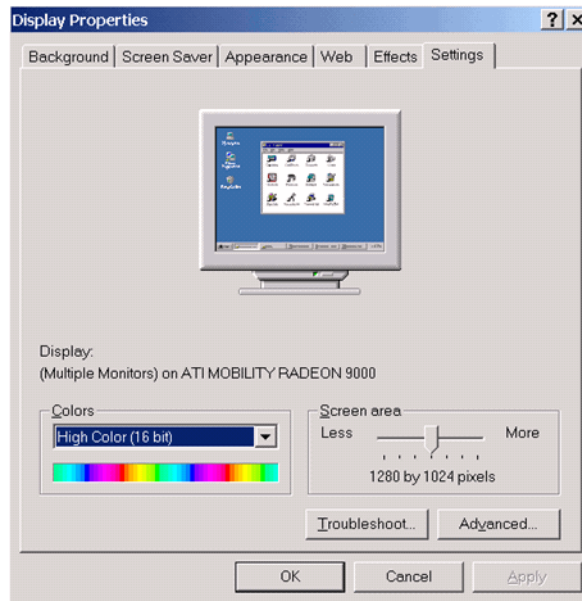 Display Properties
Background Screen Saver Appearance Web Effects Settings
Display:
(Multiple Monitors) on ATI MOBILITY RADEON 9000
Colors
High Color (16 bit)
Screen area
Less More
1280 by 1024 pixels
Troubleshoot... Advanced...
OK Cancel Apply